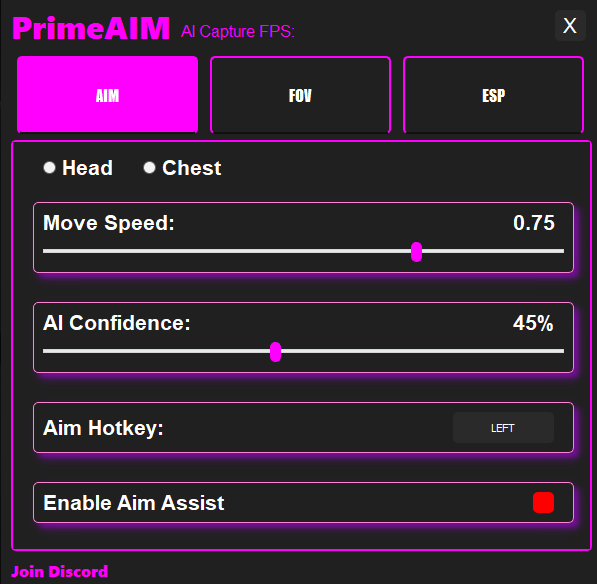 PrimeAIM AI Capture FPS: X
AIM FOV ESP
Head Chest
Move Speed: 0.75
AI Confidence: 45%
Aim Hotkey: LEFT
Enable Aim Assist
Join Discord